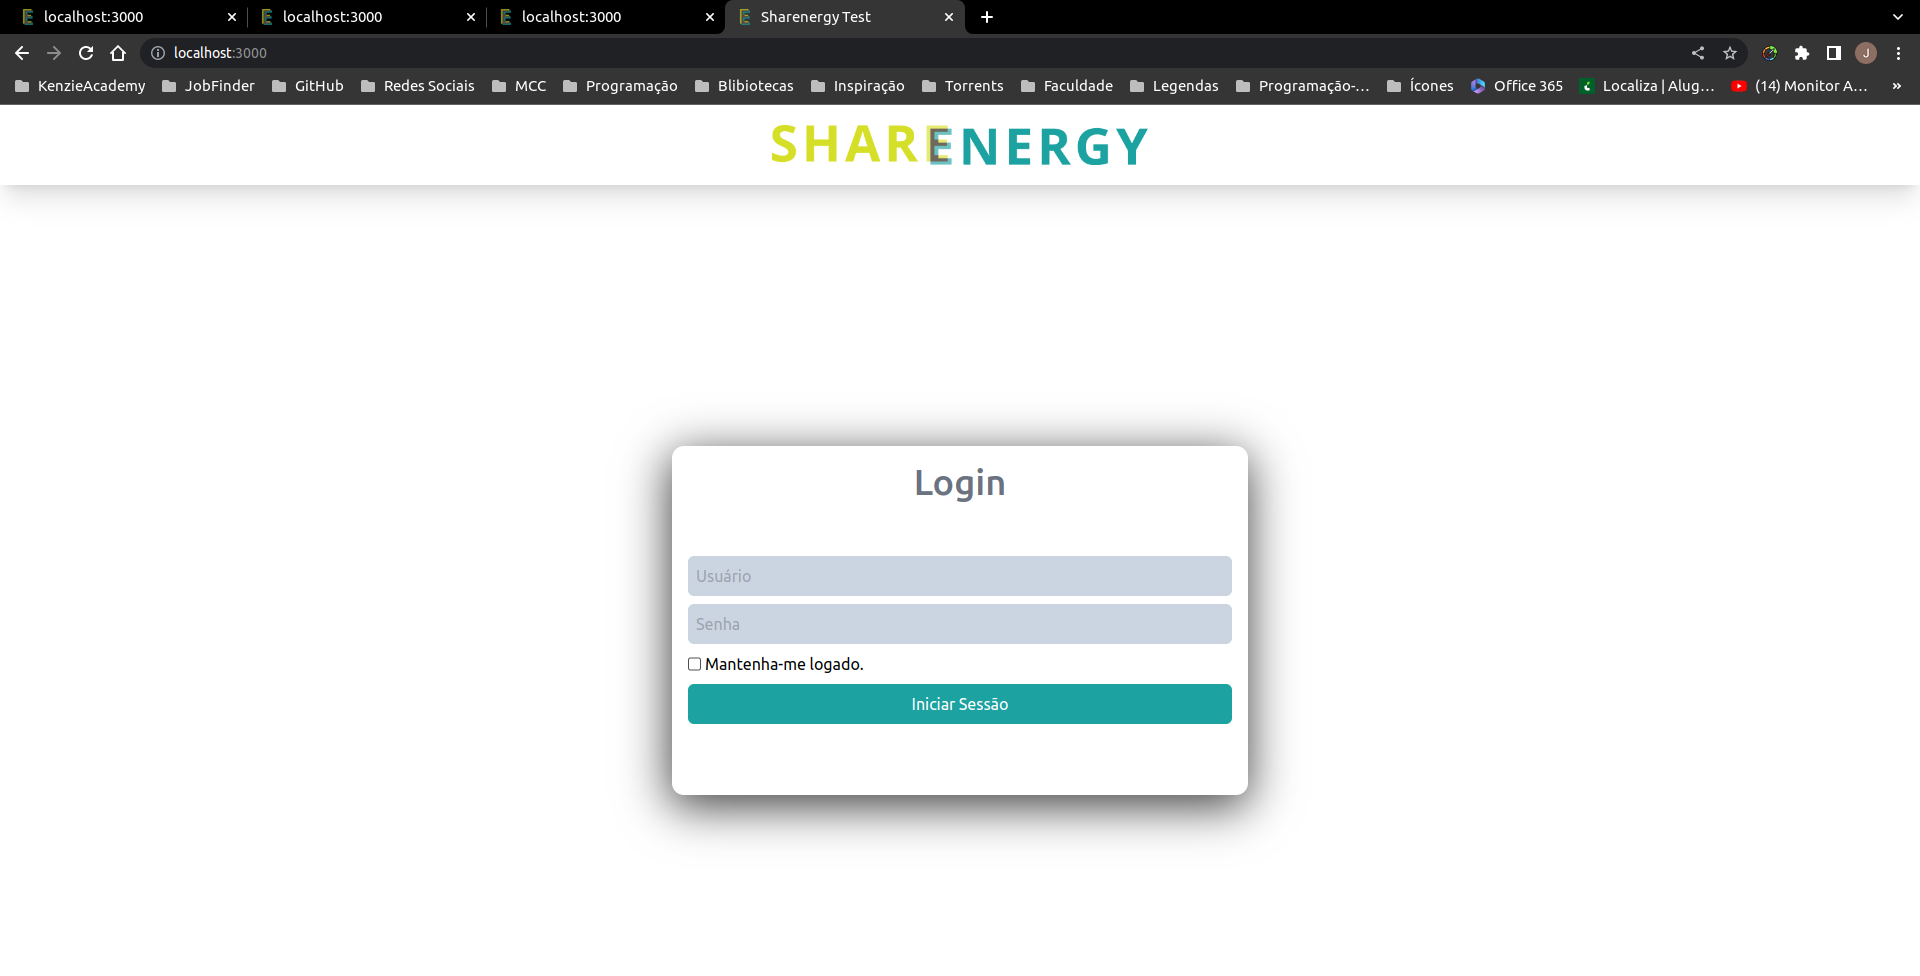 localhost:3000
localhost:3000
localhost:3000
Sharenergy Test
localhost:3000
J
KenzieAcademy JobFinder GitHub Redes Sociais MCC Programação Blibiotecas Inspiração Torrents Faculdade Legendas Programação-... Ícones Office 365 Localiza | Alug... (14) Monitor A... »
SHARENERGY
Login
Usuário
Senha
Mantenha-me logado.
Iniciar Sessão